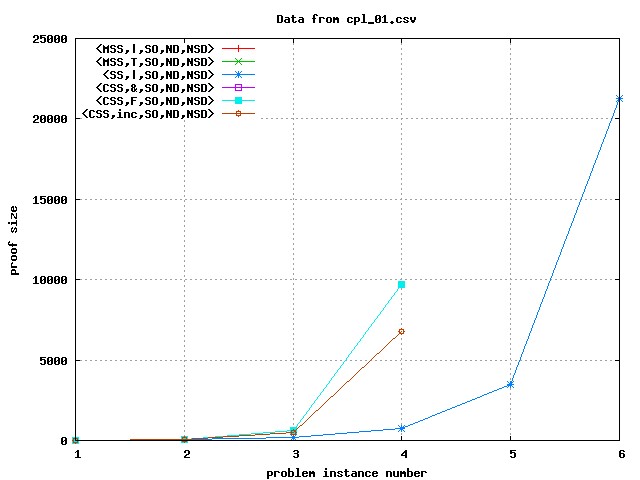 Data from cpl_01.csv
25000
20000
15000
10000
5000
0
<MSS,l,SO,ND,NSD>
<MSS,T,SO,ND,NSD>
<SS,l,SO,ND,NSD>
<CSS,&,SO,ND,NSD>
<CSS,F,SO,ND,NSD>
<CSS,inc,SO,ND,NSD>
proof size
1 2 3 4 5 6
problem instance number